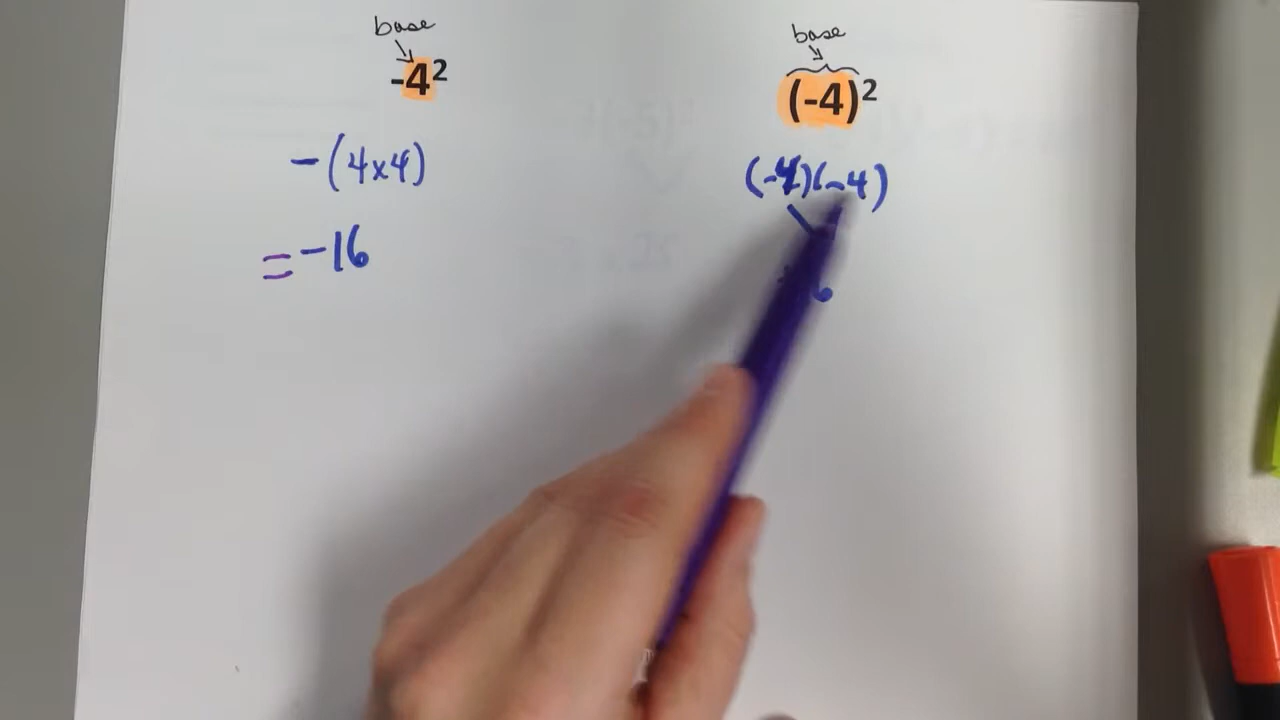 base
-4²
-(4x4)
= -16
base
(-4)²
(-4)(-4)